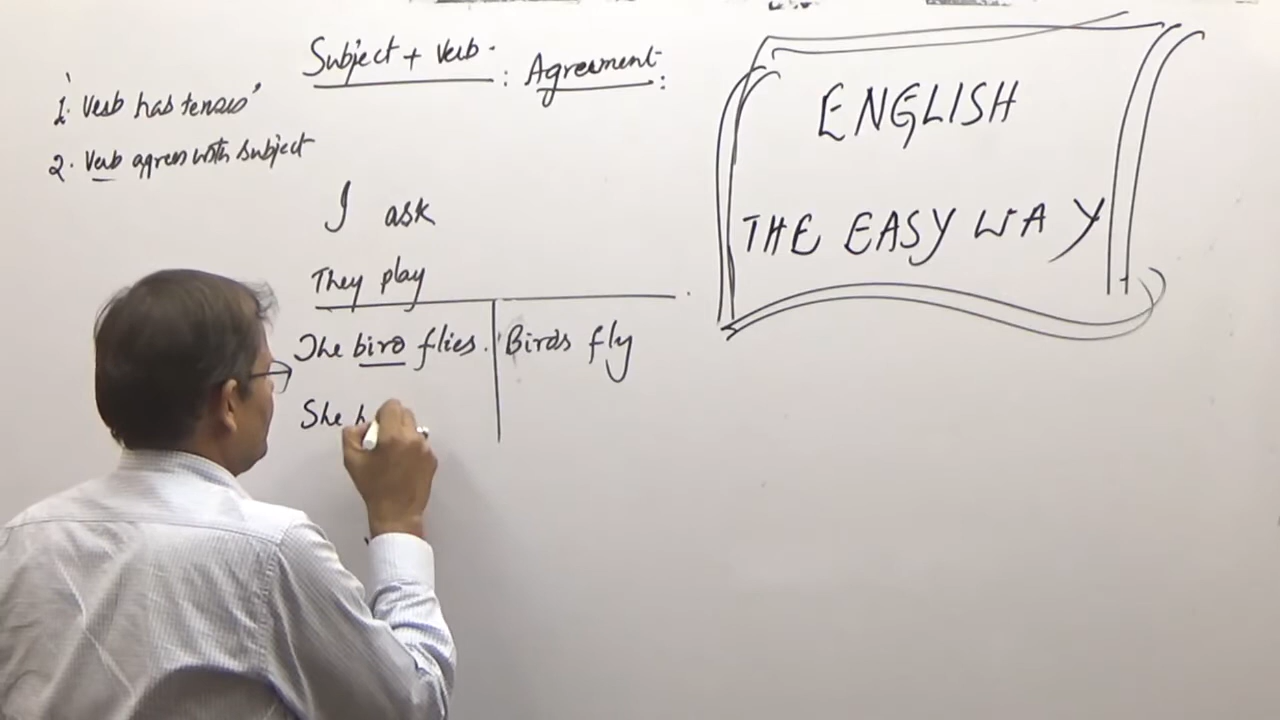 Subject + Verb.
: Agreement:
1. Verb has tenses'
2. Verb agrees with subject
I ask
They play
The bird flies. Birds fly
She h
ENGLISH
THE EASY WAY